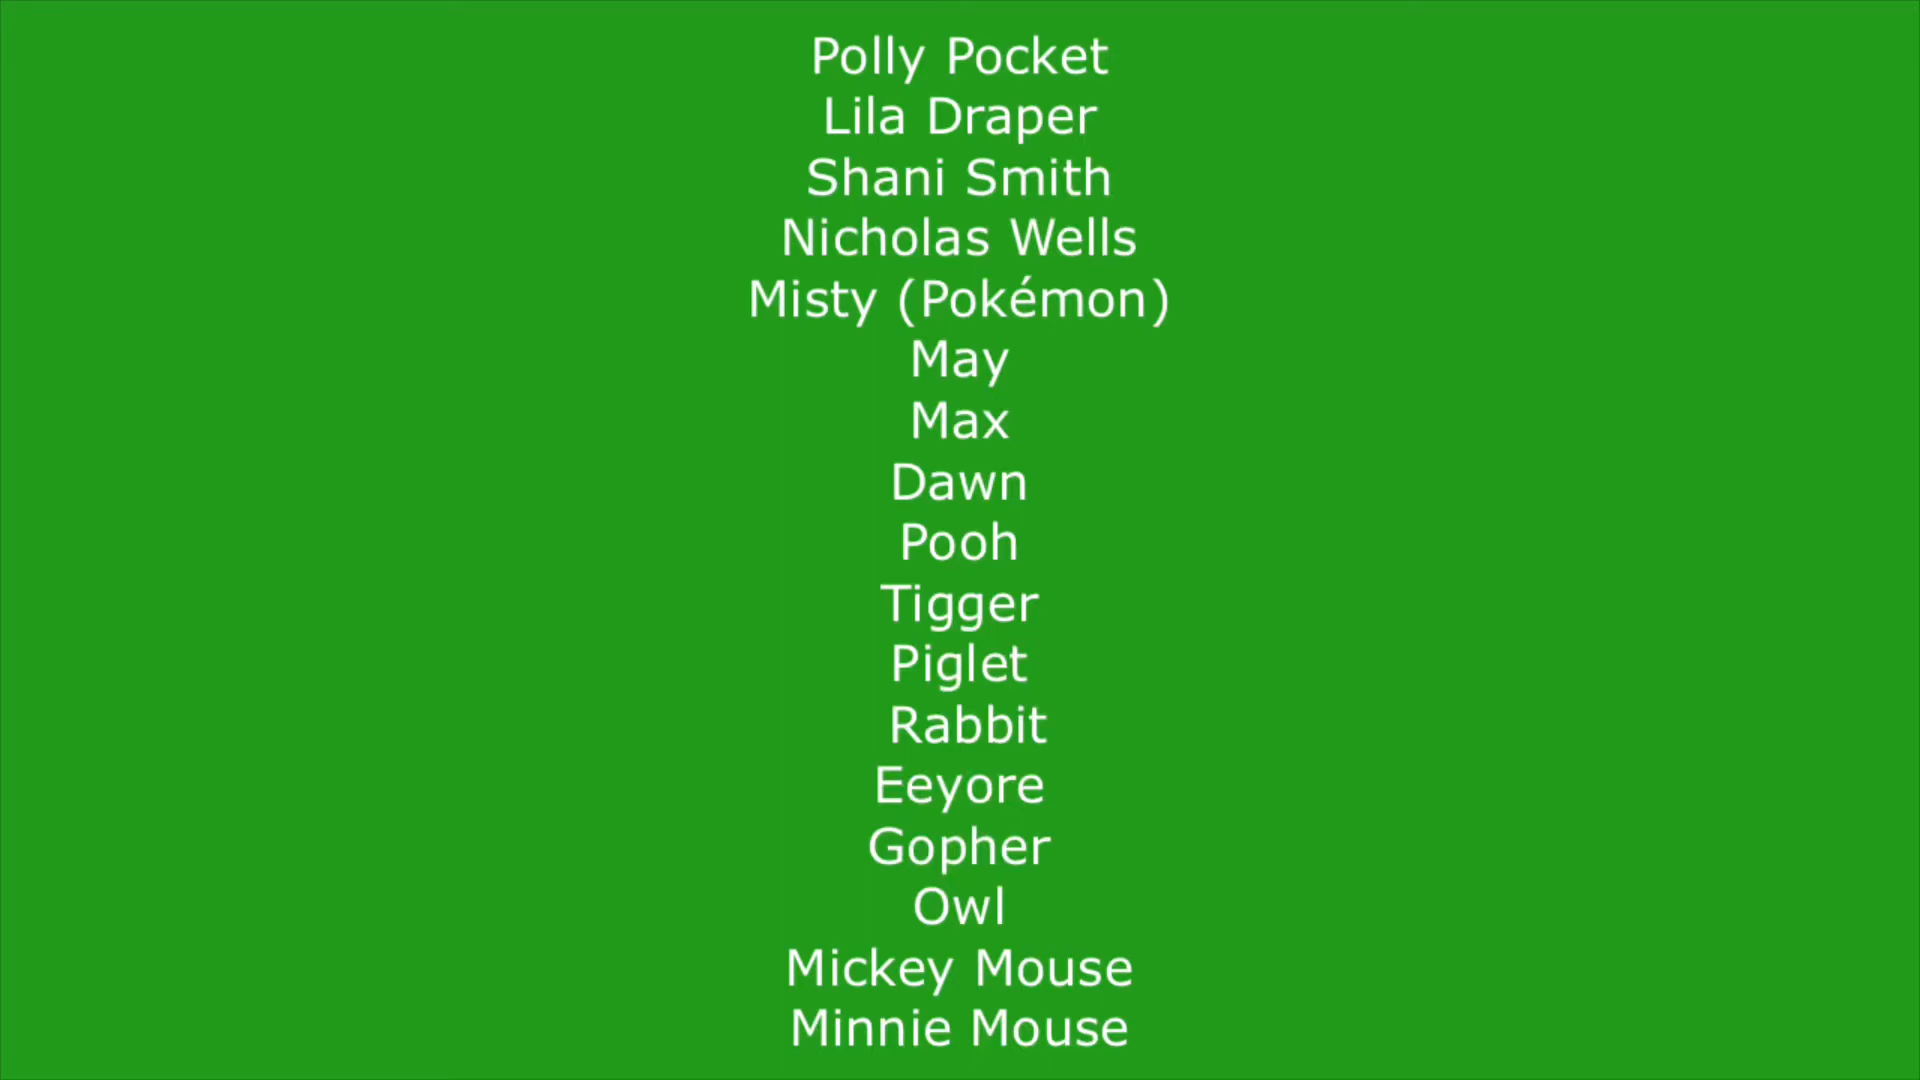 Polly Pocket
Lila Draper
Shani Smith
Nicholas Wells
Misty (Pokémon)
May
Max
Dawn
Pooh
Tigger
Piglet
Rabbit
Eeyore
Gopher
Owl
Mickey Mouse
Minnie Mouse